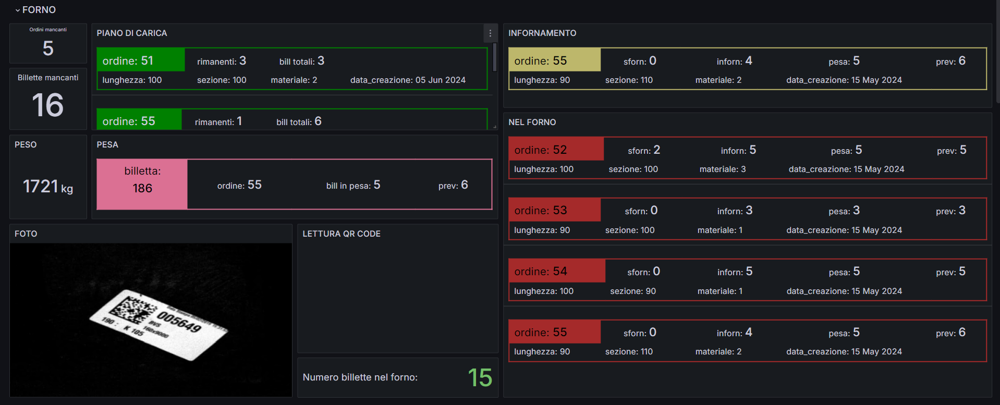 FORNO
Ordini mancanti
5
Billette mancanti
16
PIANO DI CARICA
ordine: 51 rimanenti: 3 bill totali: 3
lunghezza: 100 sezione: 100 materiale: 2 data_creazione: 05 Jun 2024
ordine: 55 rimanenti: 1 bill totali: 6
PESO
1721 kg
PESA
billetta:
186
ordine: 55 bill in pesa: 5 prev: 6
FOTO
005649
BVS
160x9000
190 : K 105
LETTURA QR CODE
Numero billette nel forno: 15
INFORNAMENTO
ordine: 55 sforn: 0 inforn: 4 pesa: 5 prev: 6
lunghezza: 90 sezione: 110 materiale: 2 data_creazione: 15 May 2024
NEL FORNO
ordine: 52 sforn: 2 inforn: 5 pesa: 5 prev: 5
lunghezza: 100 sezione: 100 materiale: 3 data_creazione: 15 May 2024
ordine: 53 sforn: 0 inforn: 3 pesa: 3 prev: 3
lunghezza: 90 sezione: 100 materiale: 1 data_creazione: 15 May 2024
ordine: 54 sforn: 0 inforn: 5 pesa: 5 prev: 5
lunghezza: 100 sezione: 90 materiale: 1 data_creazione: 15 May 2024
ordine: 55 sforn: 0 inforn: 4 pesa: 5 prev: 6
lunghezza: 90 sezione: 110 materiale: 2 data_creazione: 15 May 2024